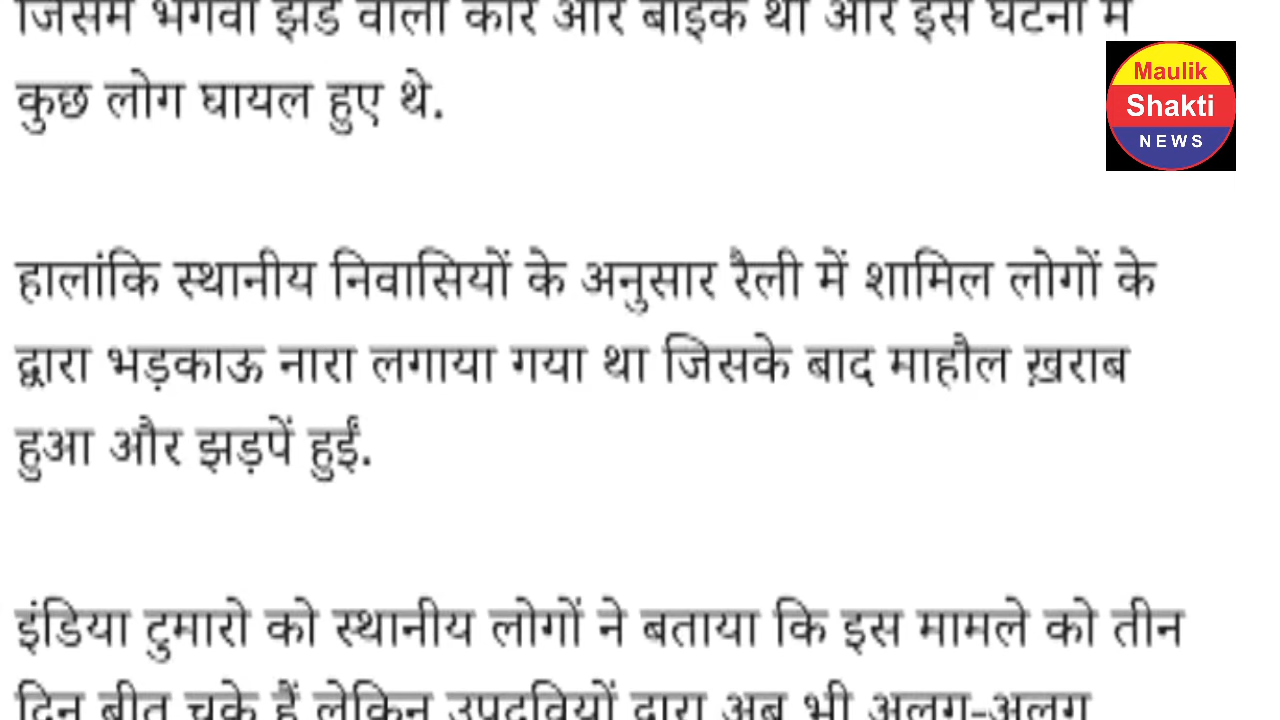 जिसमें भगवा झंडे वाली कार और बाइक थी और इस घटना में
कुछ लोग घायल हुए थे.
Maulik
Shakti
NEWS
हालांकि स्थानीय निवासियों के अनुसार रैली में शामिल लोगों के
द्वारा भड़काऊ नारा लगाया गया था जिसके बाद माहौल ख़राब
हुआ और झड़पें हुईं.
इंडिया टुमारो को स्थानीय लोगों ने बताया कि इस मामले को तीन
दिन बीत चुके हैं लेकिन उपद्रवियों द्वारा अब भी अलग-अलग